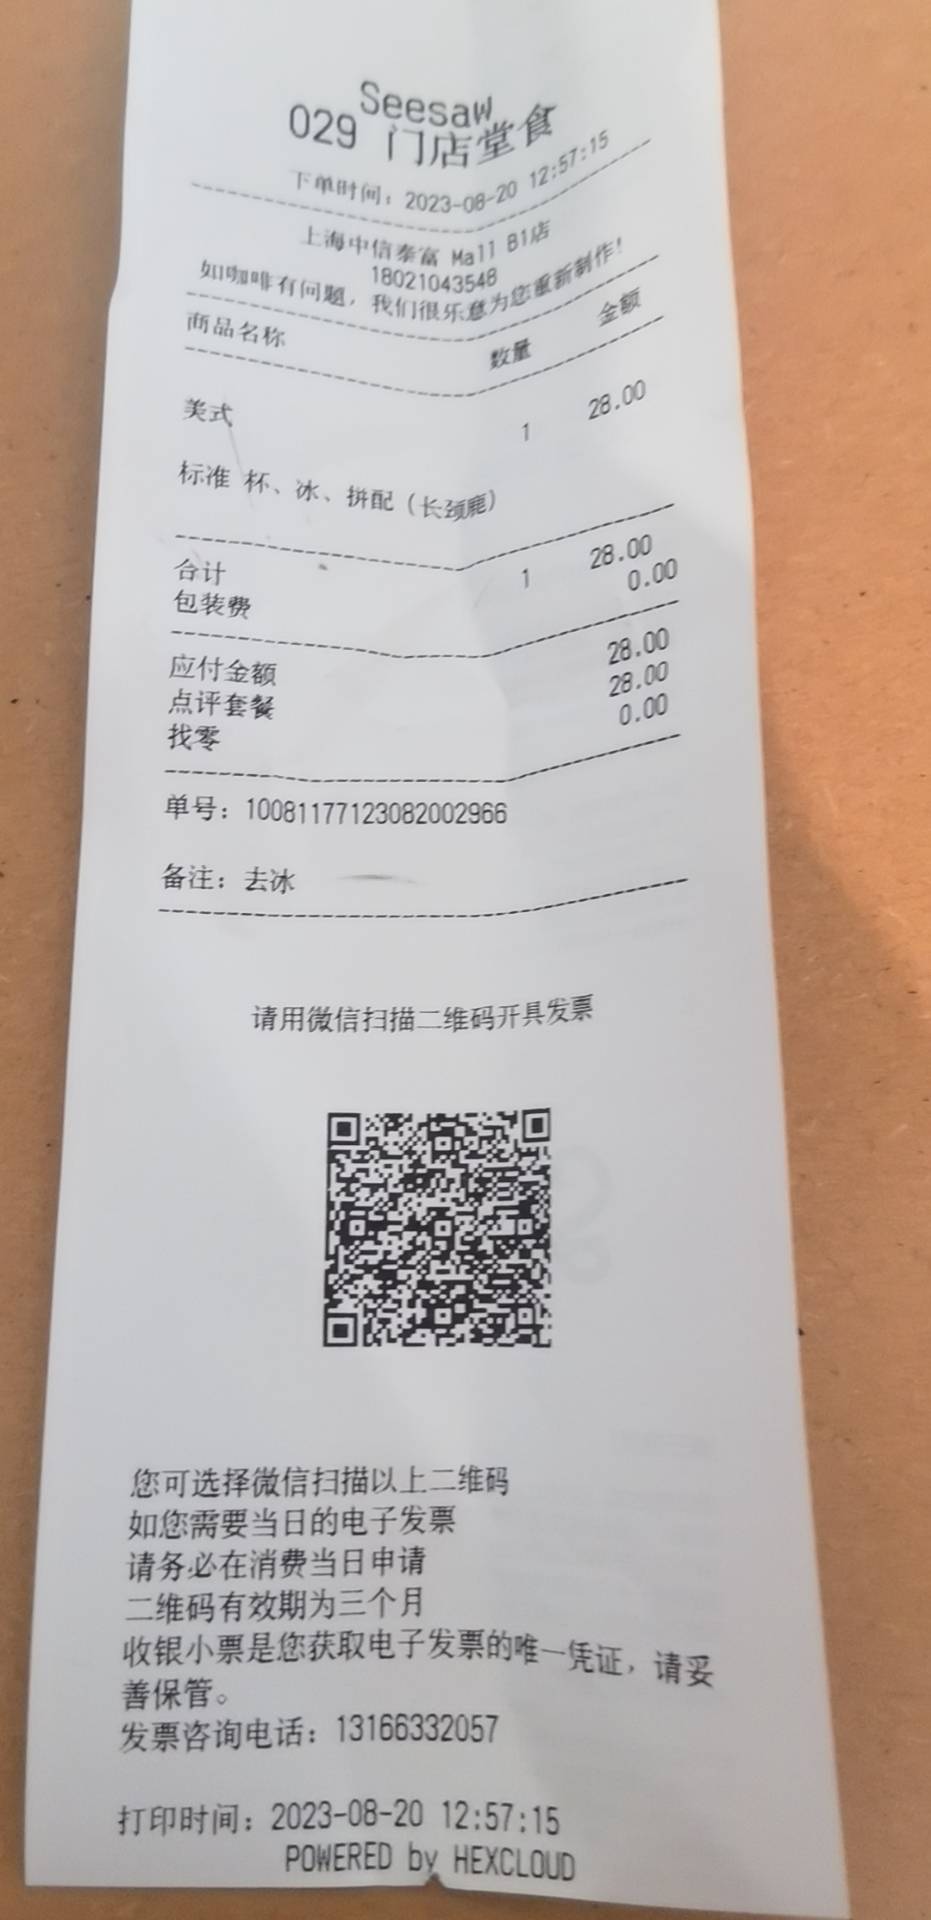 Seesaw
029 门店堂食
下单时间：2023-08-20 12:57:15
上海中信泰富 Mall B1店
18021043548
如咖啡有问题，我们很乐意为您重新制作！
商品名称 数量 金额
美式 1 28.00
标准 杯、冰、拼配（长颈鹿）
合计 1 28.00
包装费 0.00
应付金额 28.00
点评套餐 28.00
找零 0.00
单号：10081177123082002966
备注：去冰
请用微信扫描二维码开具发票
您可选择微信扫描以上二维码
如您需要当日的电子发票
请务必在消费当日申请
二维码有效期为三个月
收银小票是您获取电子发票的唯一凭证，请妥
善保管。
发票咨询电话：13166332057
打印时间：2023-08-20 12:57:15
POWERED by HEXCLOUD